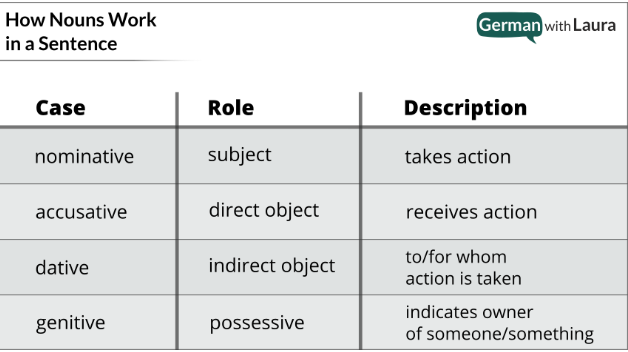 How Nouns Work
in a Sentence
German with Laura
Case Role Description
nominative subject takes action
accusative direct object receives action
dative indirect object to/for whom
action is taken
genitive possessive indicates owner
of someone/something